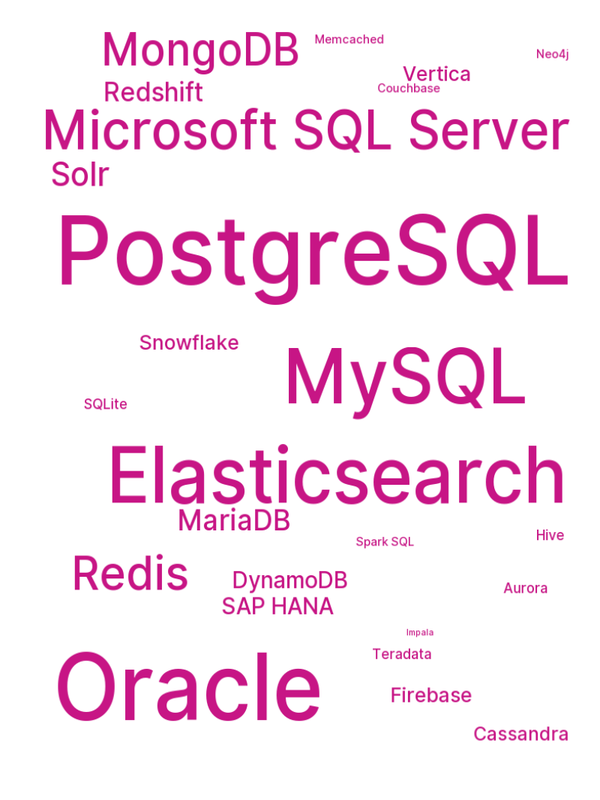 MongoDB
Memcached
Neo4j
Vertica
Couchbase
Redshift
Microsoft SQL Server
Solr
PostgreSQL
Snowflake
MySQL
SQLite
Elasticsearch
MariaDB
Spark SQL
Hive
Redis
DynamoDB
Aurora
SAP HANA
Impala
Teradata
Oracle
Firebase
Cassandra